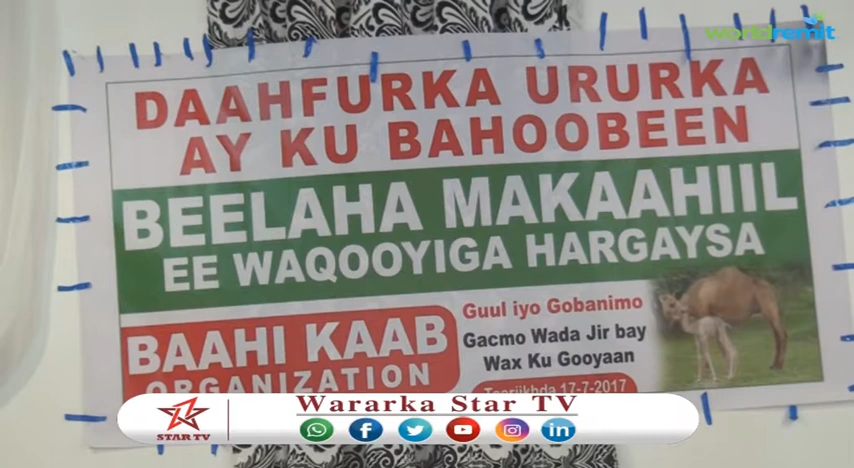 worldremit
DAAHFURKA URURKA
AY KU BAHOOBEEN
BEELAHA MAKAAHIIL
EE WAQOOYIGA HARGAYSA
BAAHI KAAB
ORGANIZATION
Guul iyo Gobanimo
Gacmo Wada Jir bay
Wax Ku Gooyaan
Taariikhda 17-7-2017
STAR TV
Wararka Star TV